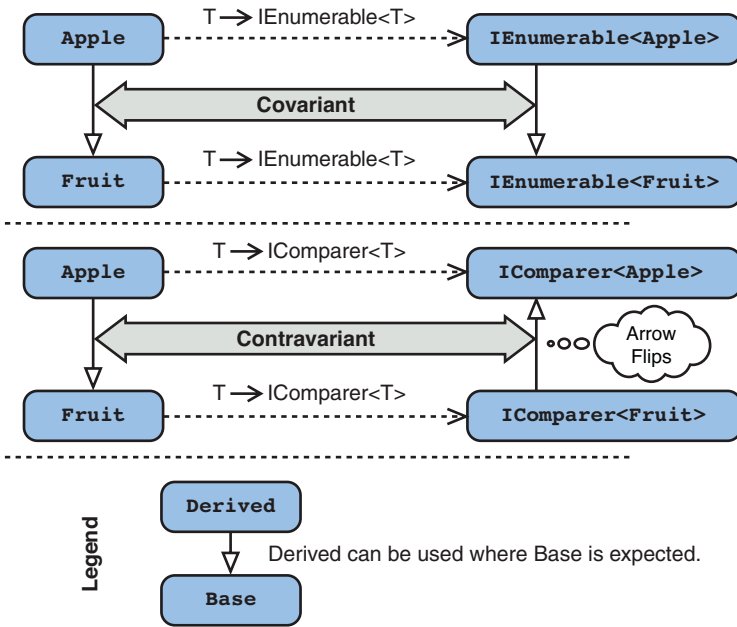 T → IEnumerable<T>
Apple
IEnumerable<Apple>
Covariant
T → IEnumerable<T>
Fruit
IEnumerable<Fruit>
T → IComparer<T>
Apple
IComparer<Apple>
Contravariant
Arrow
Flips
T → IComparer<T>
Fruit
IComparer<Fruit>
Legend
Derived
Derived can be used where Base is expected.
Base